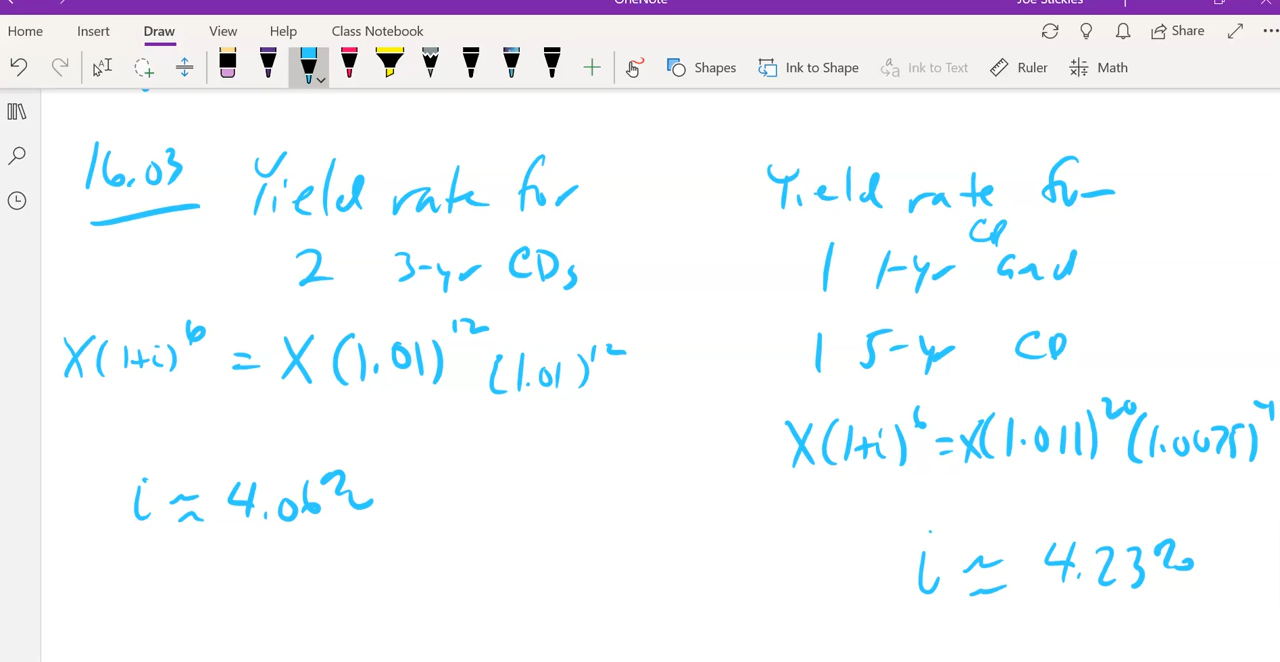 OneNote
Joe Stickles
Home Insert Draw View Help Class Notebook Share
Shapes Ink to Shape Ink to Text Ruler Math
16.03 Yield rate for
2 3-yr CDs
X(1+i)^6 = X(1.01)^12 (1.01)^12
i ≈ 4.06%
Yield rate for
CD
1 1-yr and
1 5-yr CD
X(1+i)^6 = X(1.011)^20 (1.0075)^4
i ≈ 4.23%